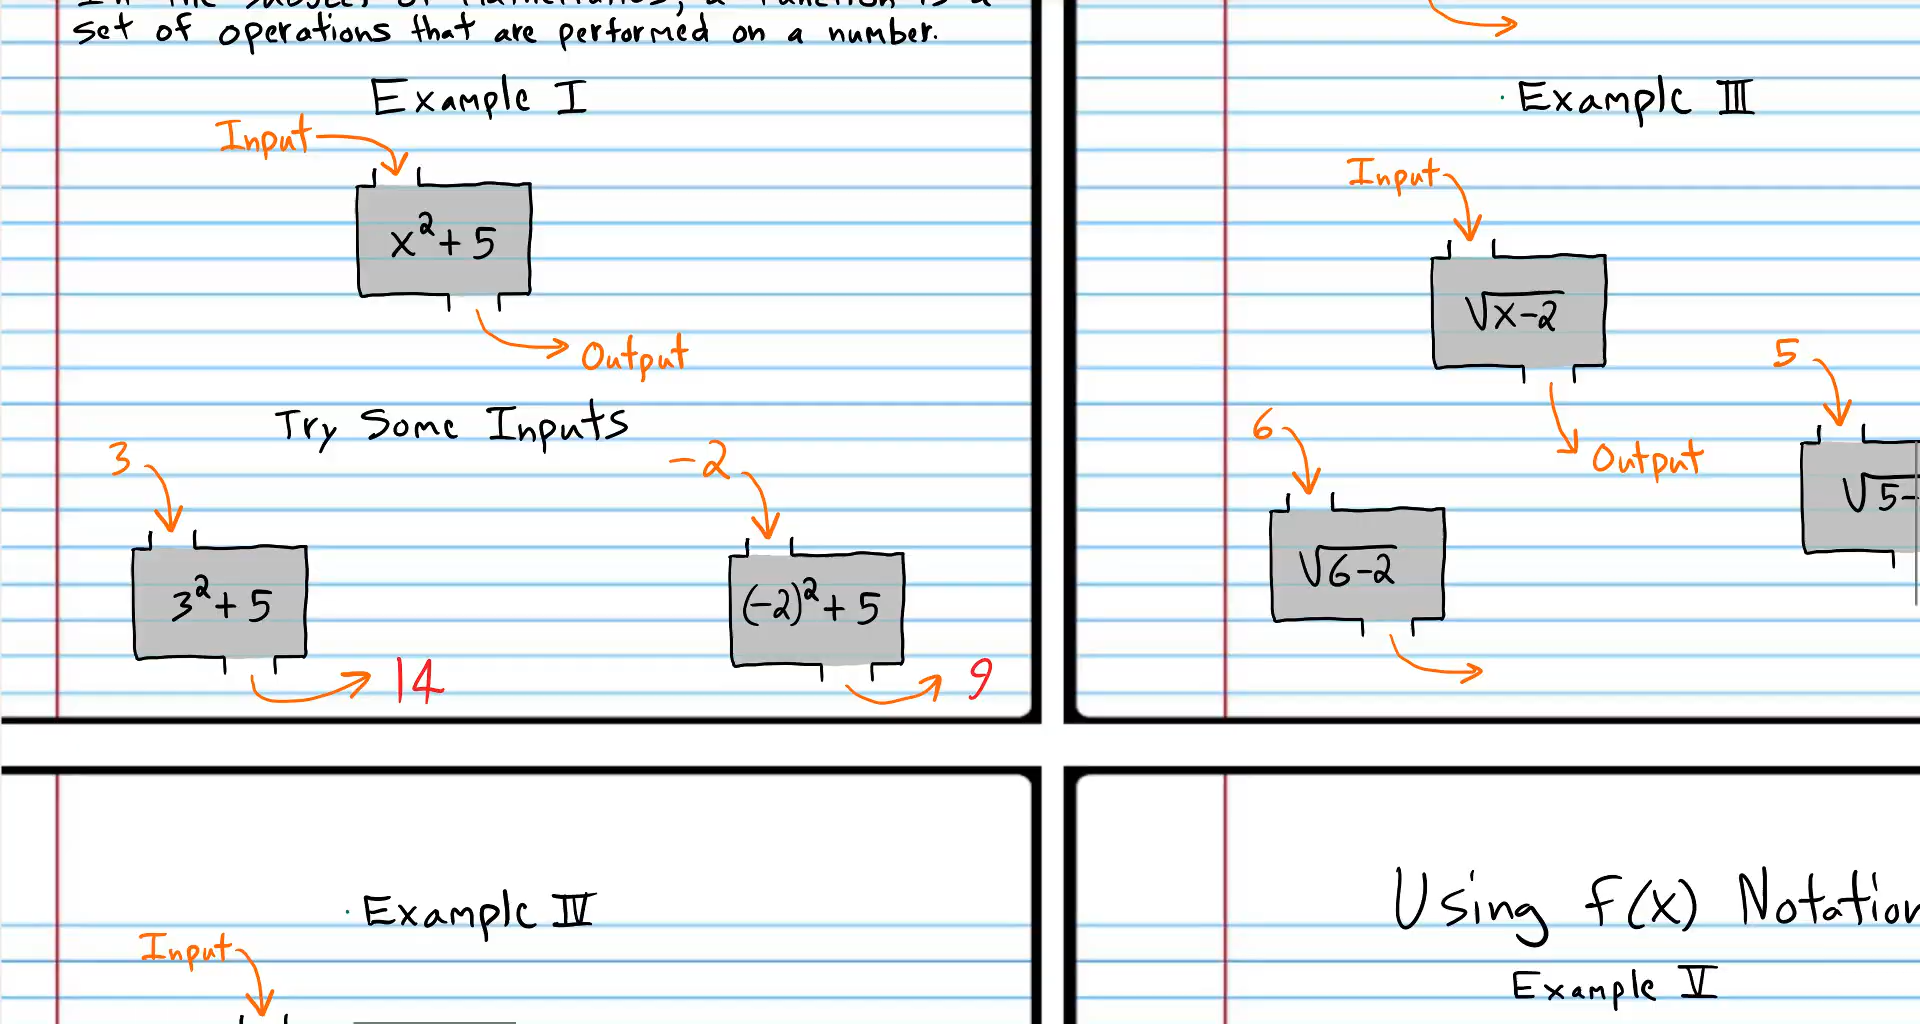 set of operations that are performed on a number.
Example I
Input
x²+5
Output
Try Some Inputs
3
3²+5
14
-2
(-2)²+5
9
Example III
Input
√x-2
Output
6
√6-2
5
√5-
Example IV
Input
Using f(x) Notation
Example V